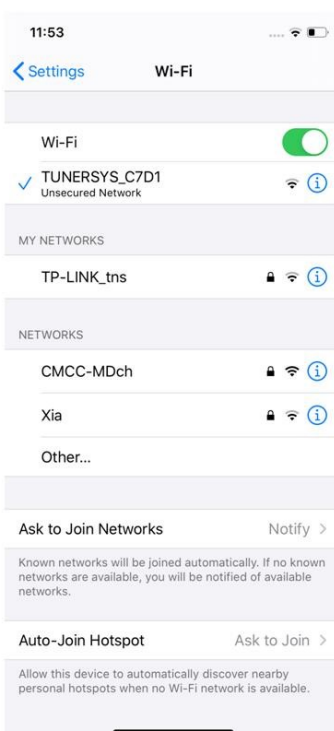 11:53
Settings
Wi-Fi
Wi-Fi
TUNERSYS_C7D1
Unsecured Network
MY NETWORKS
TP-LINK_tns
NETWORKS
CMCC-MDch
Xia
Other...
Ask to Join Networks Notify
Known networks will be joined automatically. If no known
networks are available, you will be notified of available
networks.
Auto-Join Hotspot Ask to Join
Allow this device to automatically discover nearby
personal hotspots when no Wi-Fi network is available.